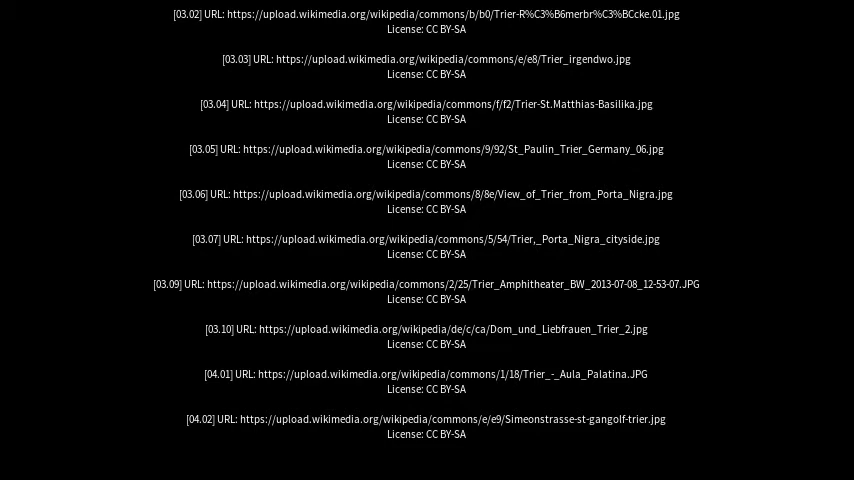 [03.02] URL: https://upload.wikimedia.org/wikipedia/commons/b/b0/Trier-R%C3%B6merbr%C3%BCcke.01.jpg
License: CC BY-SA
[03.03] URL: https://upload.wikimedia.org/wikipedia/commons/e/e8/Trier_irgendwo.jpg
License: CC BY-SA
[03.04] URL: https://upload.wikimedia.org/wikipedia/commons/f/f2/Trier-St.Matthias-Basilika.jpg
License: CC BY-SA
[03.05] URL: https://upload.wikimedia.org/wikipedia/commons/9/92/St_Paulin_Trier_Germany_06.jpg
License: CC BY-SA
[03.06] URL: https://upload.wikimedia.org/wikipedia/commons/8/8e/View_of_Trier_from_Porta_Nigra.jpg
License: CC BY-SA
[03.07] URL: https://upload.wikimedia.org/wikipedia/commons/5/54/Trier,_Porta_Nigra_cityside.jpg
License: CC BY-SA
[03.09] URL: https://upload.wikimedia.org/wikipedia/commons/2/25/Trier_Amphitheater_BW_2013-07-08_12-53-07.JPG
License: CC BY-SA
[03.10] URL: https://upload.wikimedia.org/wikipedia/de/c/ca/Dom_und_Liebfrauen_Trier_2.jpg
License: CC BY-SA
[04.01] URL: https://upload.wikimedia.org/wikipedia/commons/1/18/Trier_-_Aula_Palatina.JPG
License: CC BY-SA
[04.02] URL: https://upload.wikimedia.org/wikipedia/commons/e/e9/Simeonstrasse-st-gangolf-trier.jpg
License: CC BY-SA